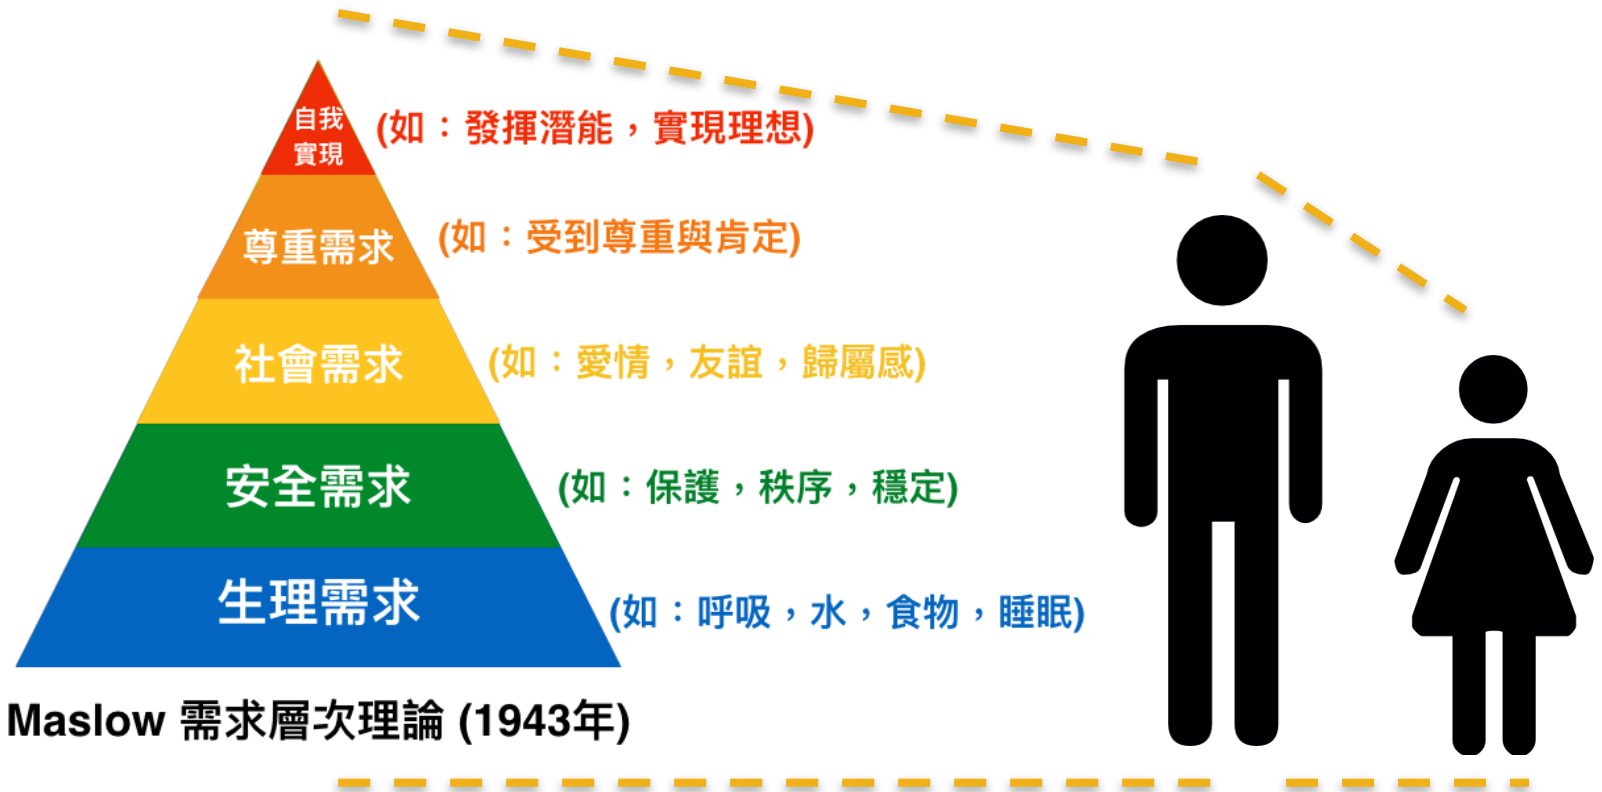 自我
實現
(如：發揮潛能，實現理想)
尊重需求
(如：受到尊重與肯定)
社會需求
(如：愛情，友誼，歸屬感)
安全需求
(如：保護，秩序，穩定)
生理需求
(如：呼吸，水，食物，睡眠)
Maslow 需求層次理論 (1943年)